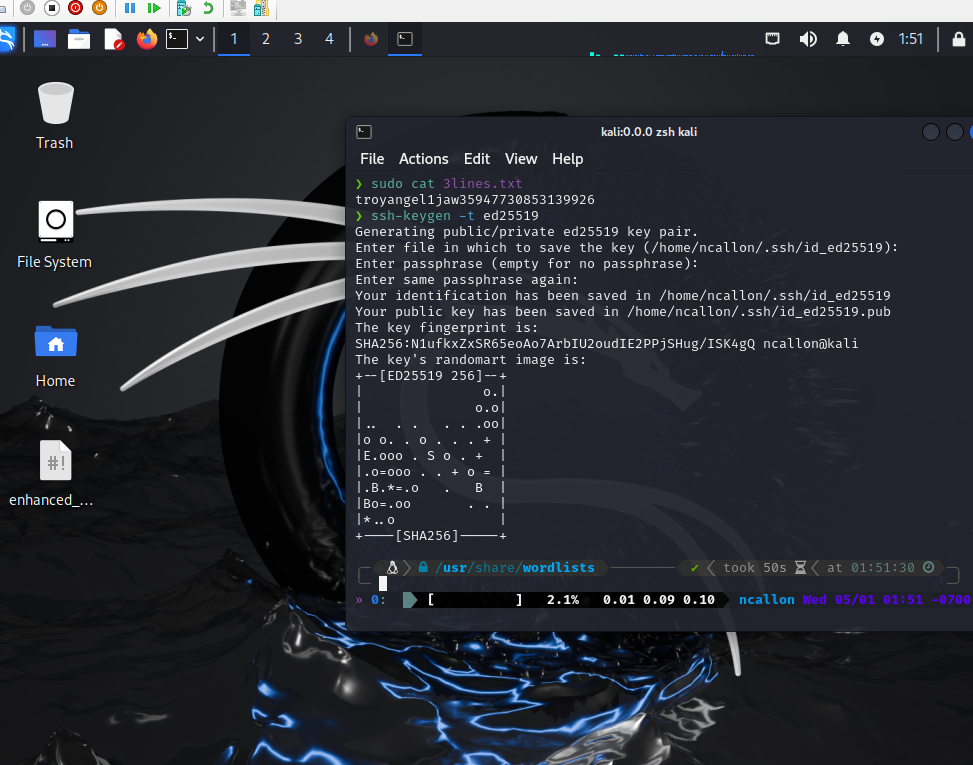 1 2 3 4 1:51
Trash
File System
Home
#!
enhanced_...
kali:0.0.0 zsh kali
File Actions Edit View Help
❯ sudo cat 3lines.txt
troyangel1jaw35947730853139926
❯ ssh-keygen -t ed25519
Generating public/private ed25519 key pair.
Enter file in which to save the key (/home/ncallon/.ssh/id_ed25519):
Enter passphrase (empty for no passphrase):
Enter same passphrase again:
Your identification has been saved in /home/ncallon/.ssh/id_ed25519
Your public key has been saved in /home/ncallon/.ssh/id_ed25519.pub
The key fingerprint is:
SHA256:N1ufkxZxSR65eoAo7ArbIU2oudIE2PPjSHug/ISK4gQ ncallon@kali
The key's randomart image is:
+--[ED25519 256]--+
|               o.|
|              o.o|
|..  . .   . . .oo|
|o o. . o . . . + |
|E.ooo . S o . +  |
|.o=ooo . . + o = |
|.B.*=.o   .   B  |
|Bo=.oo       . . |
|*..o             |
+----[SHA256]-----+
/usr/share/wordlists ✔ took 50s at 01:51:30
» 0: [ ] 2.1% 0.01 0.09 0.10 ncallon Wed 05/01 01:51 -0700